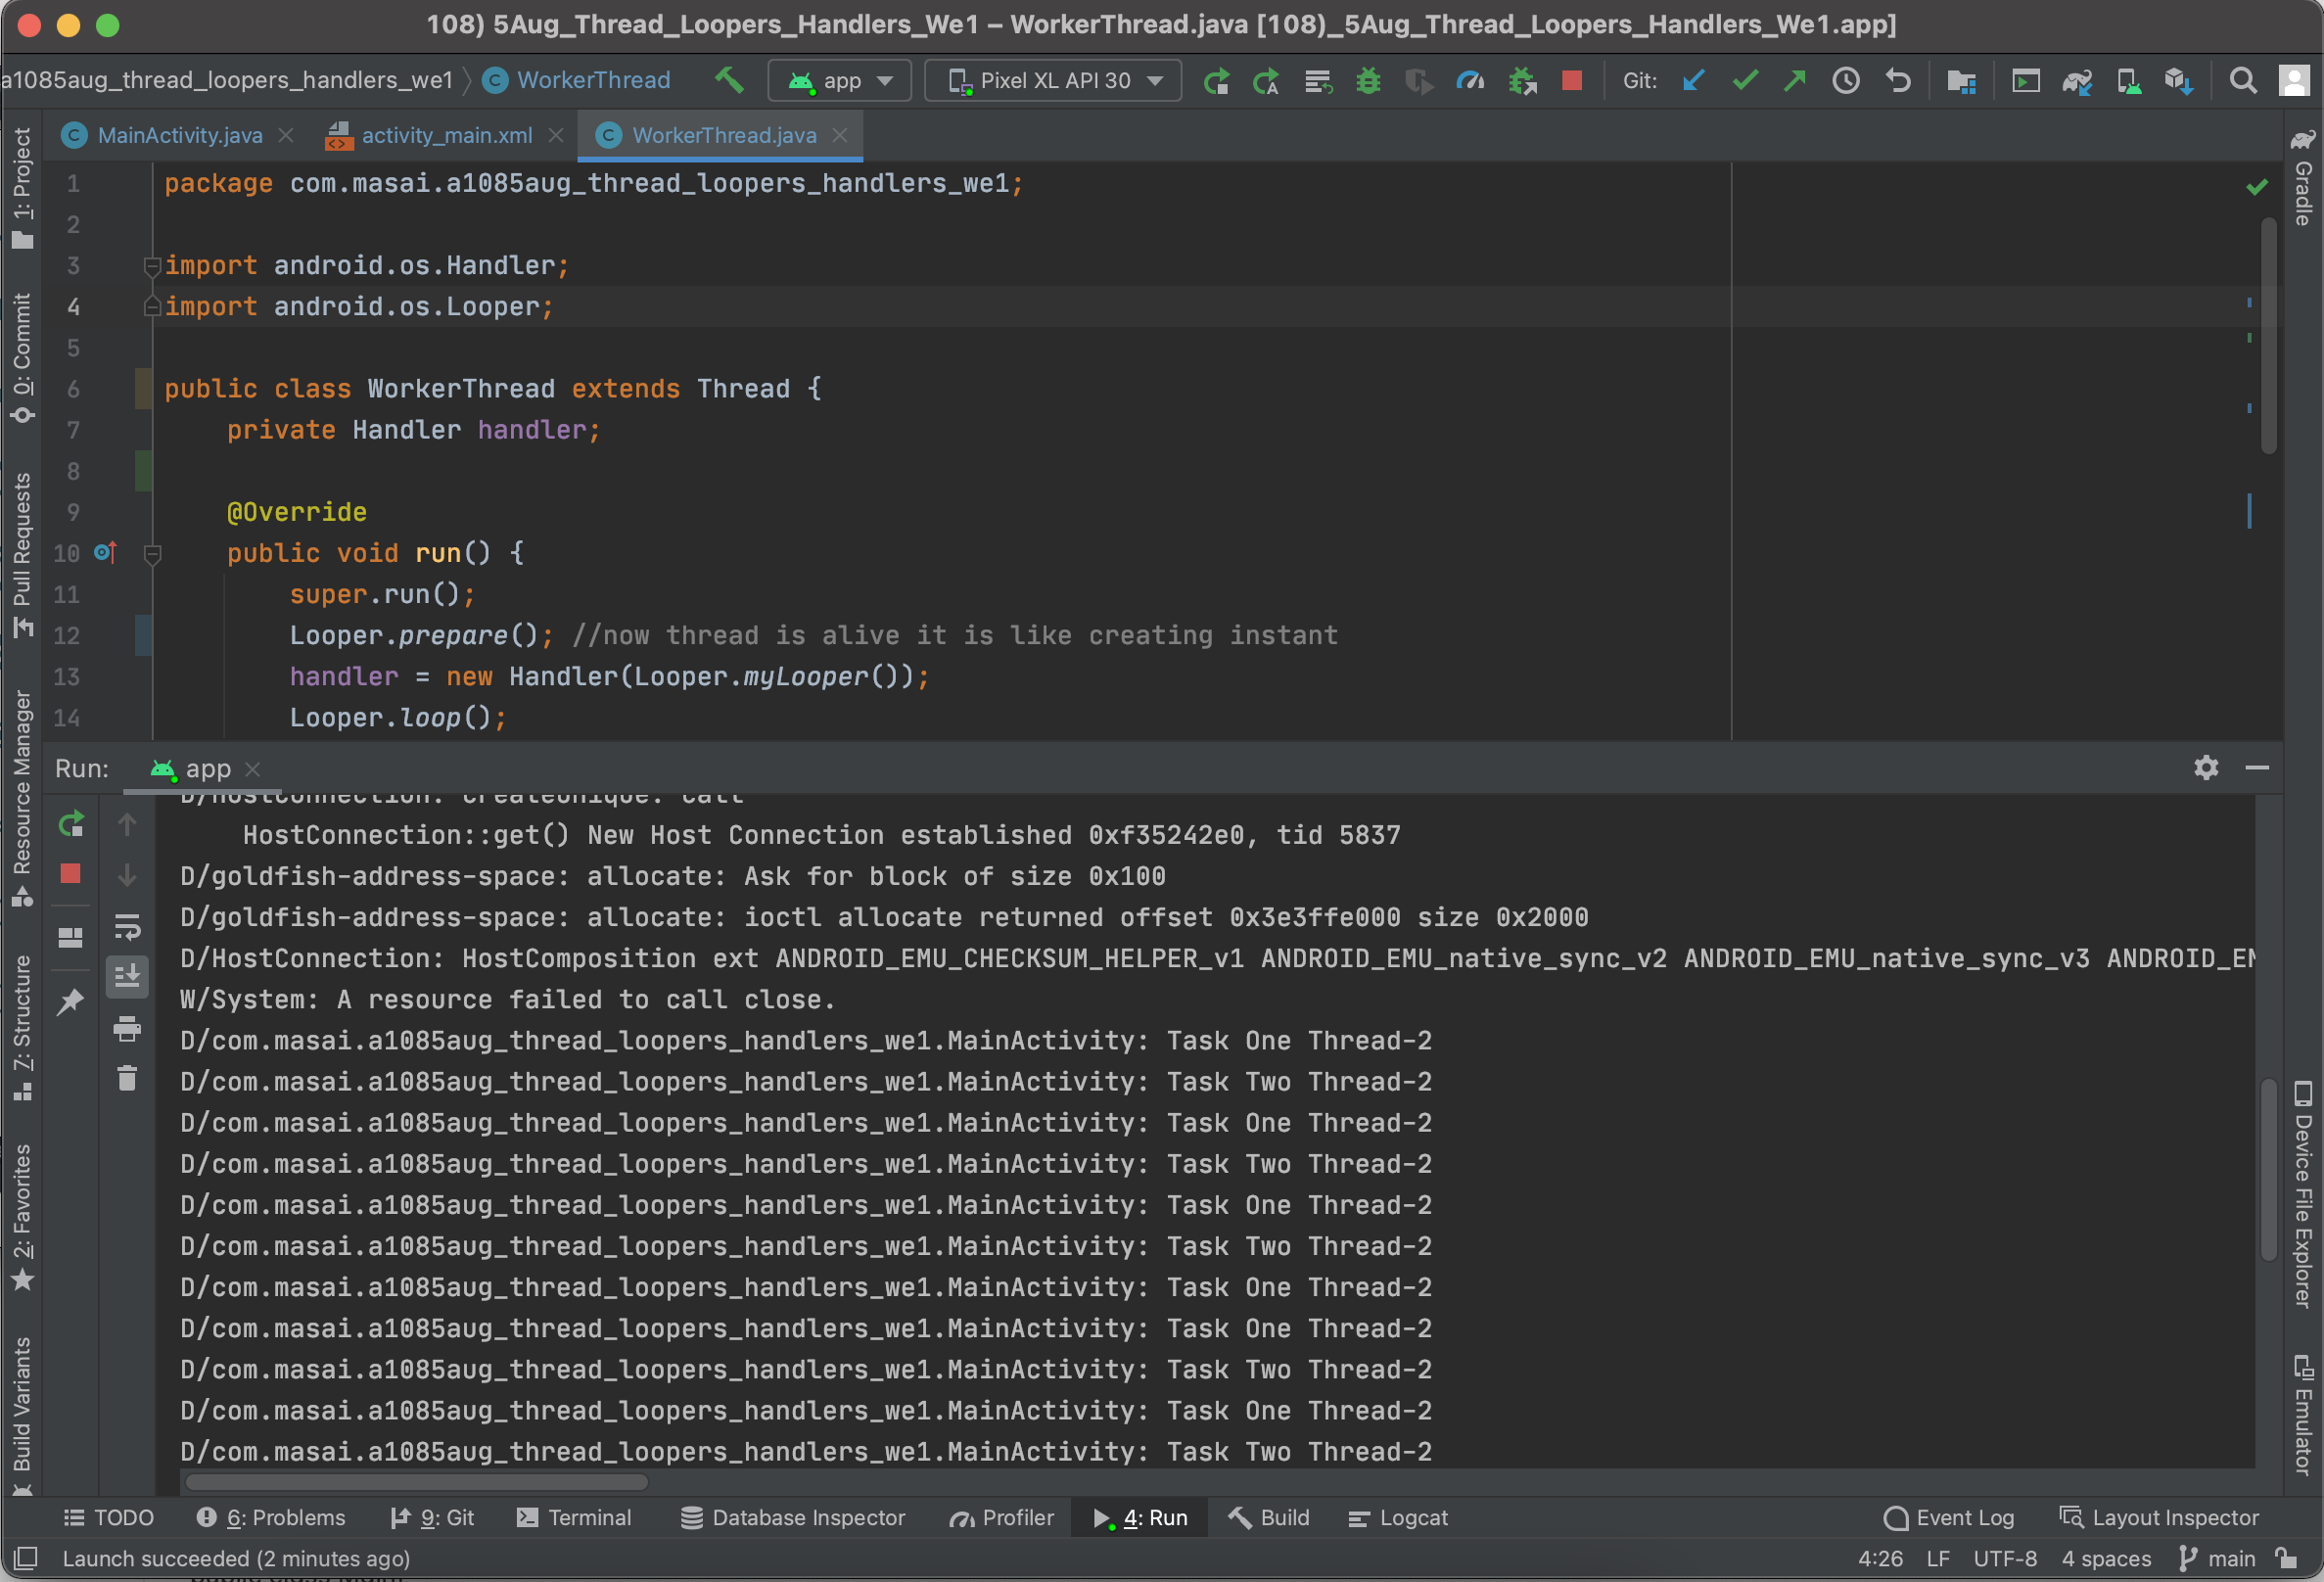 108) 5Aug_Thread_Loopers_Handlers_We1 – WorkerThread.java [108)_5Aug_Thread_Loopers_Handlers_We1.app]
a1085aug_thread_loopers_handlers_we1 WorkerThread app Pixel XL API 30 Git:
MainActivity.java activity_main.xml WorkerThread.java
1 package com.masai.a1085aug_thread_loopers_handlers_we1;
2
3 import android.os.Handler;
4 import android.os.Looper;
5
6 public class WorkerThread extends Thread {
7 private Handler handler;
8
9 @Override
10 public void run() {
11 super.run();
12 Looper.prepare(); //now thread is alive it is like creating instant
13 handler = new Handler(Looper.myLooper());
14 Looper.loop();
1: Project
0: Commit
Pull Requests
Resource Manager
7: Structure
2: Favorites
Build Variants
Gradle
Device File Explorer
Emulator
Run: app
D/HostConnection: createUnique: call
HostConnection::get() New Host Connection established 0xf35242e0, tid 5837
D/goldfish-address-space: allocate: Ask for block of size 0x100
D/goldfish-address-space: allocate: ioctl allocate returned offset 0x3e3ffe000 size 0x2000
D/HostConnection: HostComposition ext ANDROID_EMU_CHECKSUM_HELPER_v1 ANDROID_EMU_native_sync_v2 ANDROID_EMU_native_sync_v3
W/System: A resource failed to call close.
D/com.masai.a1085aug_thread_loopers_handlers_we1.MainActivity: Task One Thread-2
D/com.masai.a1085aug_thread_loopers_handlers_we1.MainActivity: Task Two Thread-2
D/com.masai.a1085aug_thread_loopers_handlers_we1.MainActivity: Task One Thread-2
D/com.masai.a1085aug_thread_loopers_handlers_we1.MainActivity: Task Two Thread-2
D/com.masai.a1085aug_thread_loopers_handlers_we1.MainActivity: Task One Thread-2
D/com.masai.a1085aug_thread_loopers_handlers_we1.MainActivity: Task Two Thread-2
D/com.masai.a1085aug_thread_loopers_handlers_we1.MainActivity: Task One Thread-2
D/com.masai.a1085aug_thread_loopers_handlers_we1.MainActivity: Task One Thread-2
D/com.masai.a1085aug_thread_loopers_handlers_we1.MainActivity: Task Two Thread-2
D/com.masai.a1085aug_thread_loopers_handlers_we1.MainActivity: Task One Thread-2
D/com.masai.a1085aug_thread_loopers_handlers_we1.MainActivity: Task Two Thread-2
TODO 6: Problems 9: Git Terminal Database Inspector Profiler 4: Run Build Logcat Event Log Layout Inspector
Launch succeeded (2 minutes ago) 4:26 LF UTF-8 4 spaces main